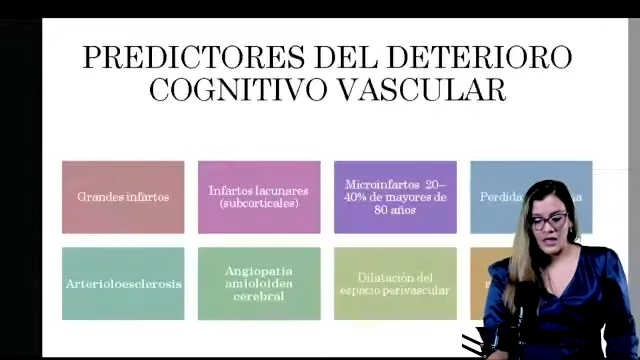 PREDICTORES DEL DETERIORO
COGNITIVO VASCULAR
Grandes infartos
Infartos lacunares
(subcorticales)
Microinfartos 20–
40% de mayores de
80 años
Perdida
Arterioloesclerosis
Angiopatia
amioloidea
cerebral
Dilatación del
espacio perivascular